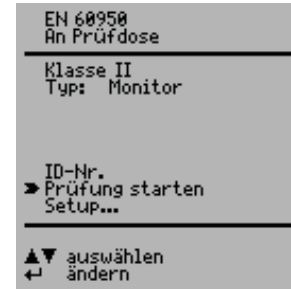 EN 60950
An Prüfdose
Klasse II
Typ: Monitor
ID-Nr.
Prüfung starten
Setup...
▲▼ auswählen
↵ ändern